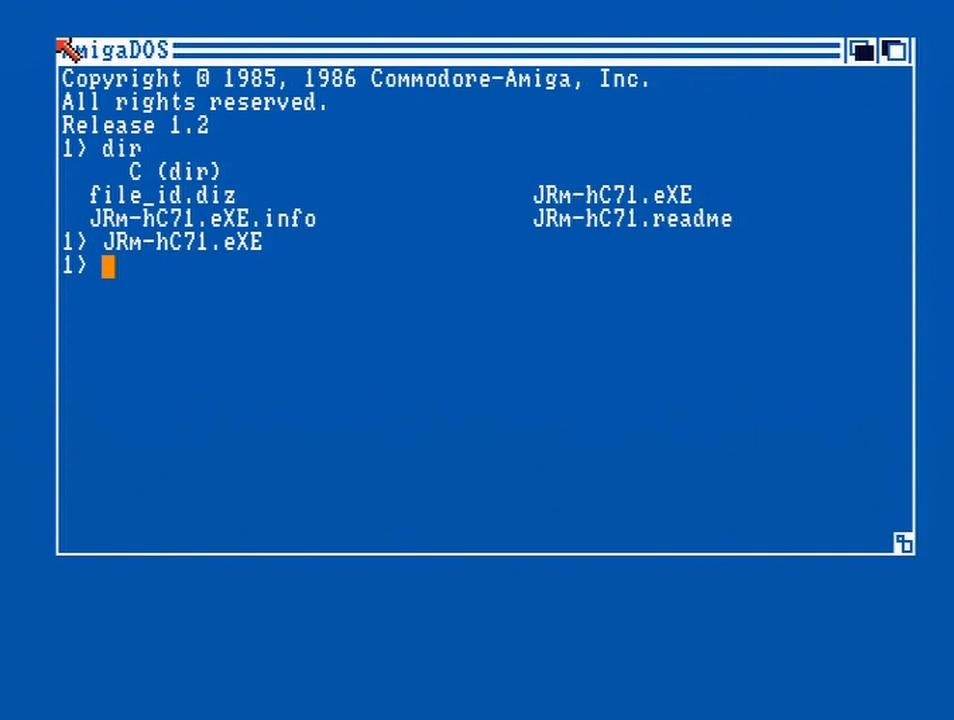 AmigaDOS
Copyright © 1985, 1986 Commodore-Amiga, Inc.
All rights reserved.
Release 1.2
1> dir
C (dir)
file_id.diz JRm-hC71.eXE
JRm-hC71.eXE.info JRm-hC71.readme
1> JRm-hC71.eXE
1>